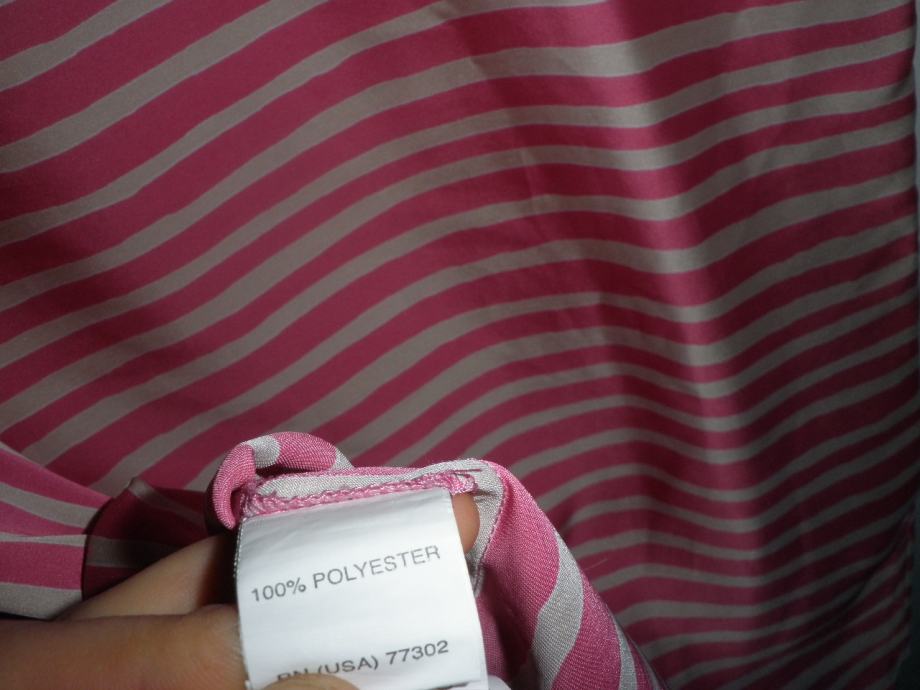 100% POLYESTER
RN (USA) 77302